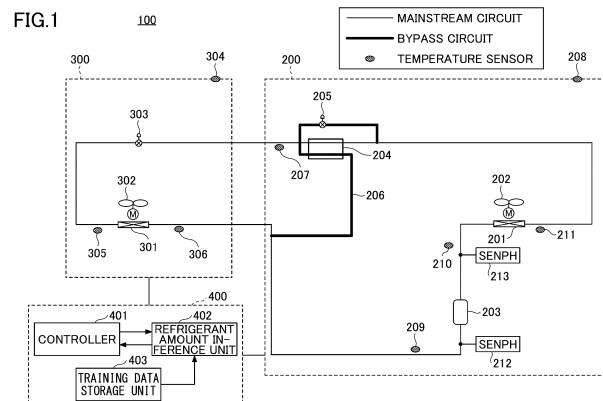 FIG.1
100
MAINSTREAM CIRCUIT
BYPASS CIRCUIT
TEMPERATURE SENSOR
300
304
200
208
303
205
207
204
302
M
206
202
M
305
301
306
201
211
210
SENPH
213
203
400
401
402
CONTROLLER
REFRIGERANT
AMOUNT IN-
FERENCE UNIT
209
SENPH
212
403
TRAINING DATA
STORAGE UNIT